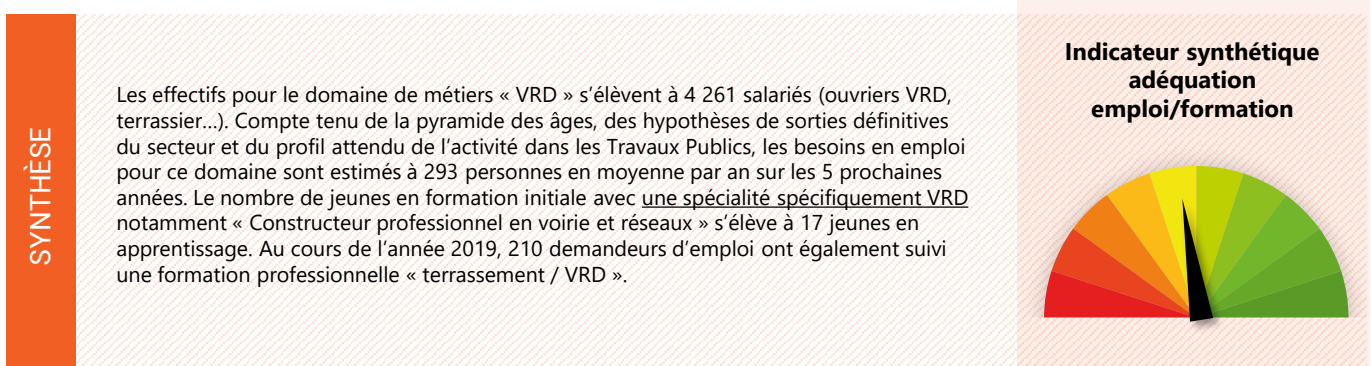 SYNTHÈSE
Les effectifs pour le domaine de métiers « VRD » s’élèvent à 4 261 salariés (ouvriers VRD,
terrassier…). Compte tenu de la pyramide des âges, des hypothèses de sorties définitives
du secteur et du profil attendu de l’activité dans les Travaux Publics, les besoins en emploi
pour ce domaine sont estimés à 293 personnes en moyenne par an sur les 5 prochaines
années. Le nombre de jeunes en formation initiale avec une spécialité spécifiquement VRD
notamment « Constructeur professionnel en voirie et réseaux » s’élève à 17 jeunes en
apprentissage. Au cours de l’année 2019, 210 demandeurs d’emploi ont également suivi
une formation professionnelle « terrassement / VRD ».
Indicateur synthétique
adéquation
emploi/formation